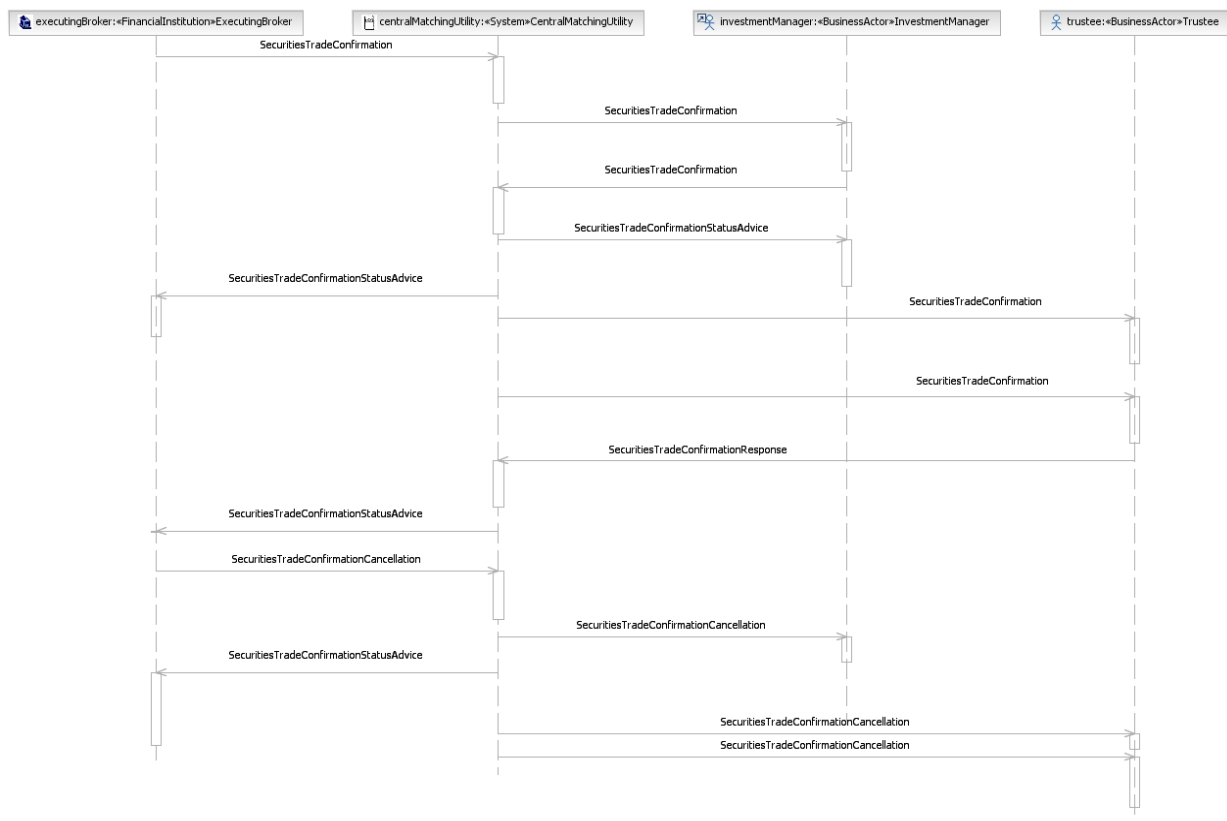 executingBroker:«FinancialInstitution»ExecutingBroker
centralMatchingUtility:«System»CentralMatchingUtility
investmentManager:«BusinessActor»InvestmentManager
trustee:«BusinessActor»Trustee
SecuritiesTradeConfirmation
SecuritiesTradeConfirmation
SecuritiesTradeConfirmation
SecuritiesTradeConfirmationStatusAdvice
SecuritiesTradeConfirmationStatusAdvice
SecuritiesTradeConfirmation
SecuritiesTradeConfirmation
SecuritiesTradeConfirmationResponse
SecuritiesTradeConfirmationStatusAdvice
SecuritiesTradeConfirmationCancellation
SecuritiesTradeConfirmationCancellation
SecuritiesTradeConfirmationStatusAdvice
SecuritiesTradeConfirmationCancellation
SecuritiesTradeConfirmationCancellation